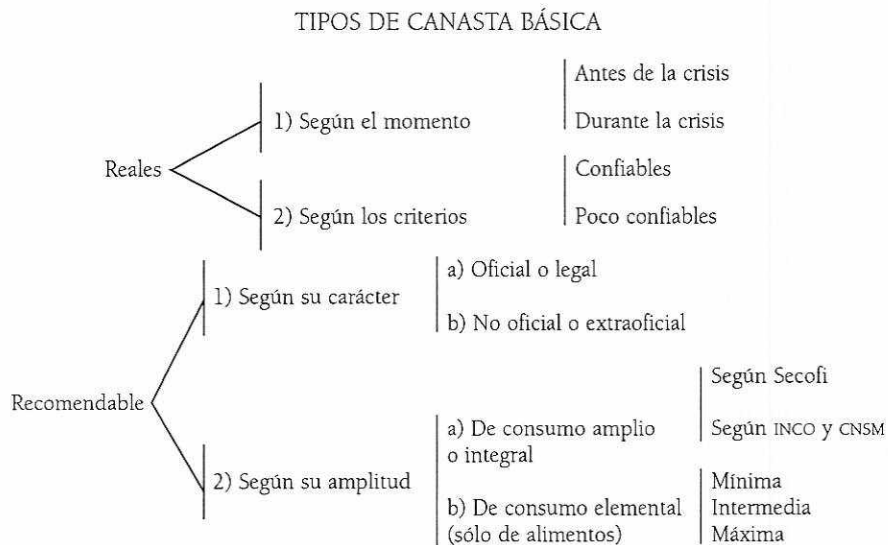 TIPOS DE CANASTA BÁSICA
Reales
1) Según el momento
Antes de la crisis
Durante la crisis
2) Según los criterios
Confiables
Poco confiables
Recomendable
1) Según su carácter
a) Oficial o legal
b) No oficial o extraoficial
2) Según su amplitud
a) De consumo amplio
o integral
Según Secofi
Según INCO y CNSM
b) De consumo elemental
(sólo de alimentos)
Mínima
Intermedia
Máxima